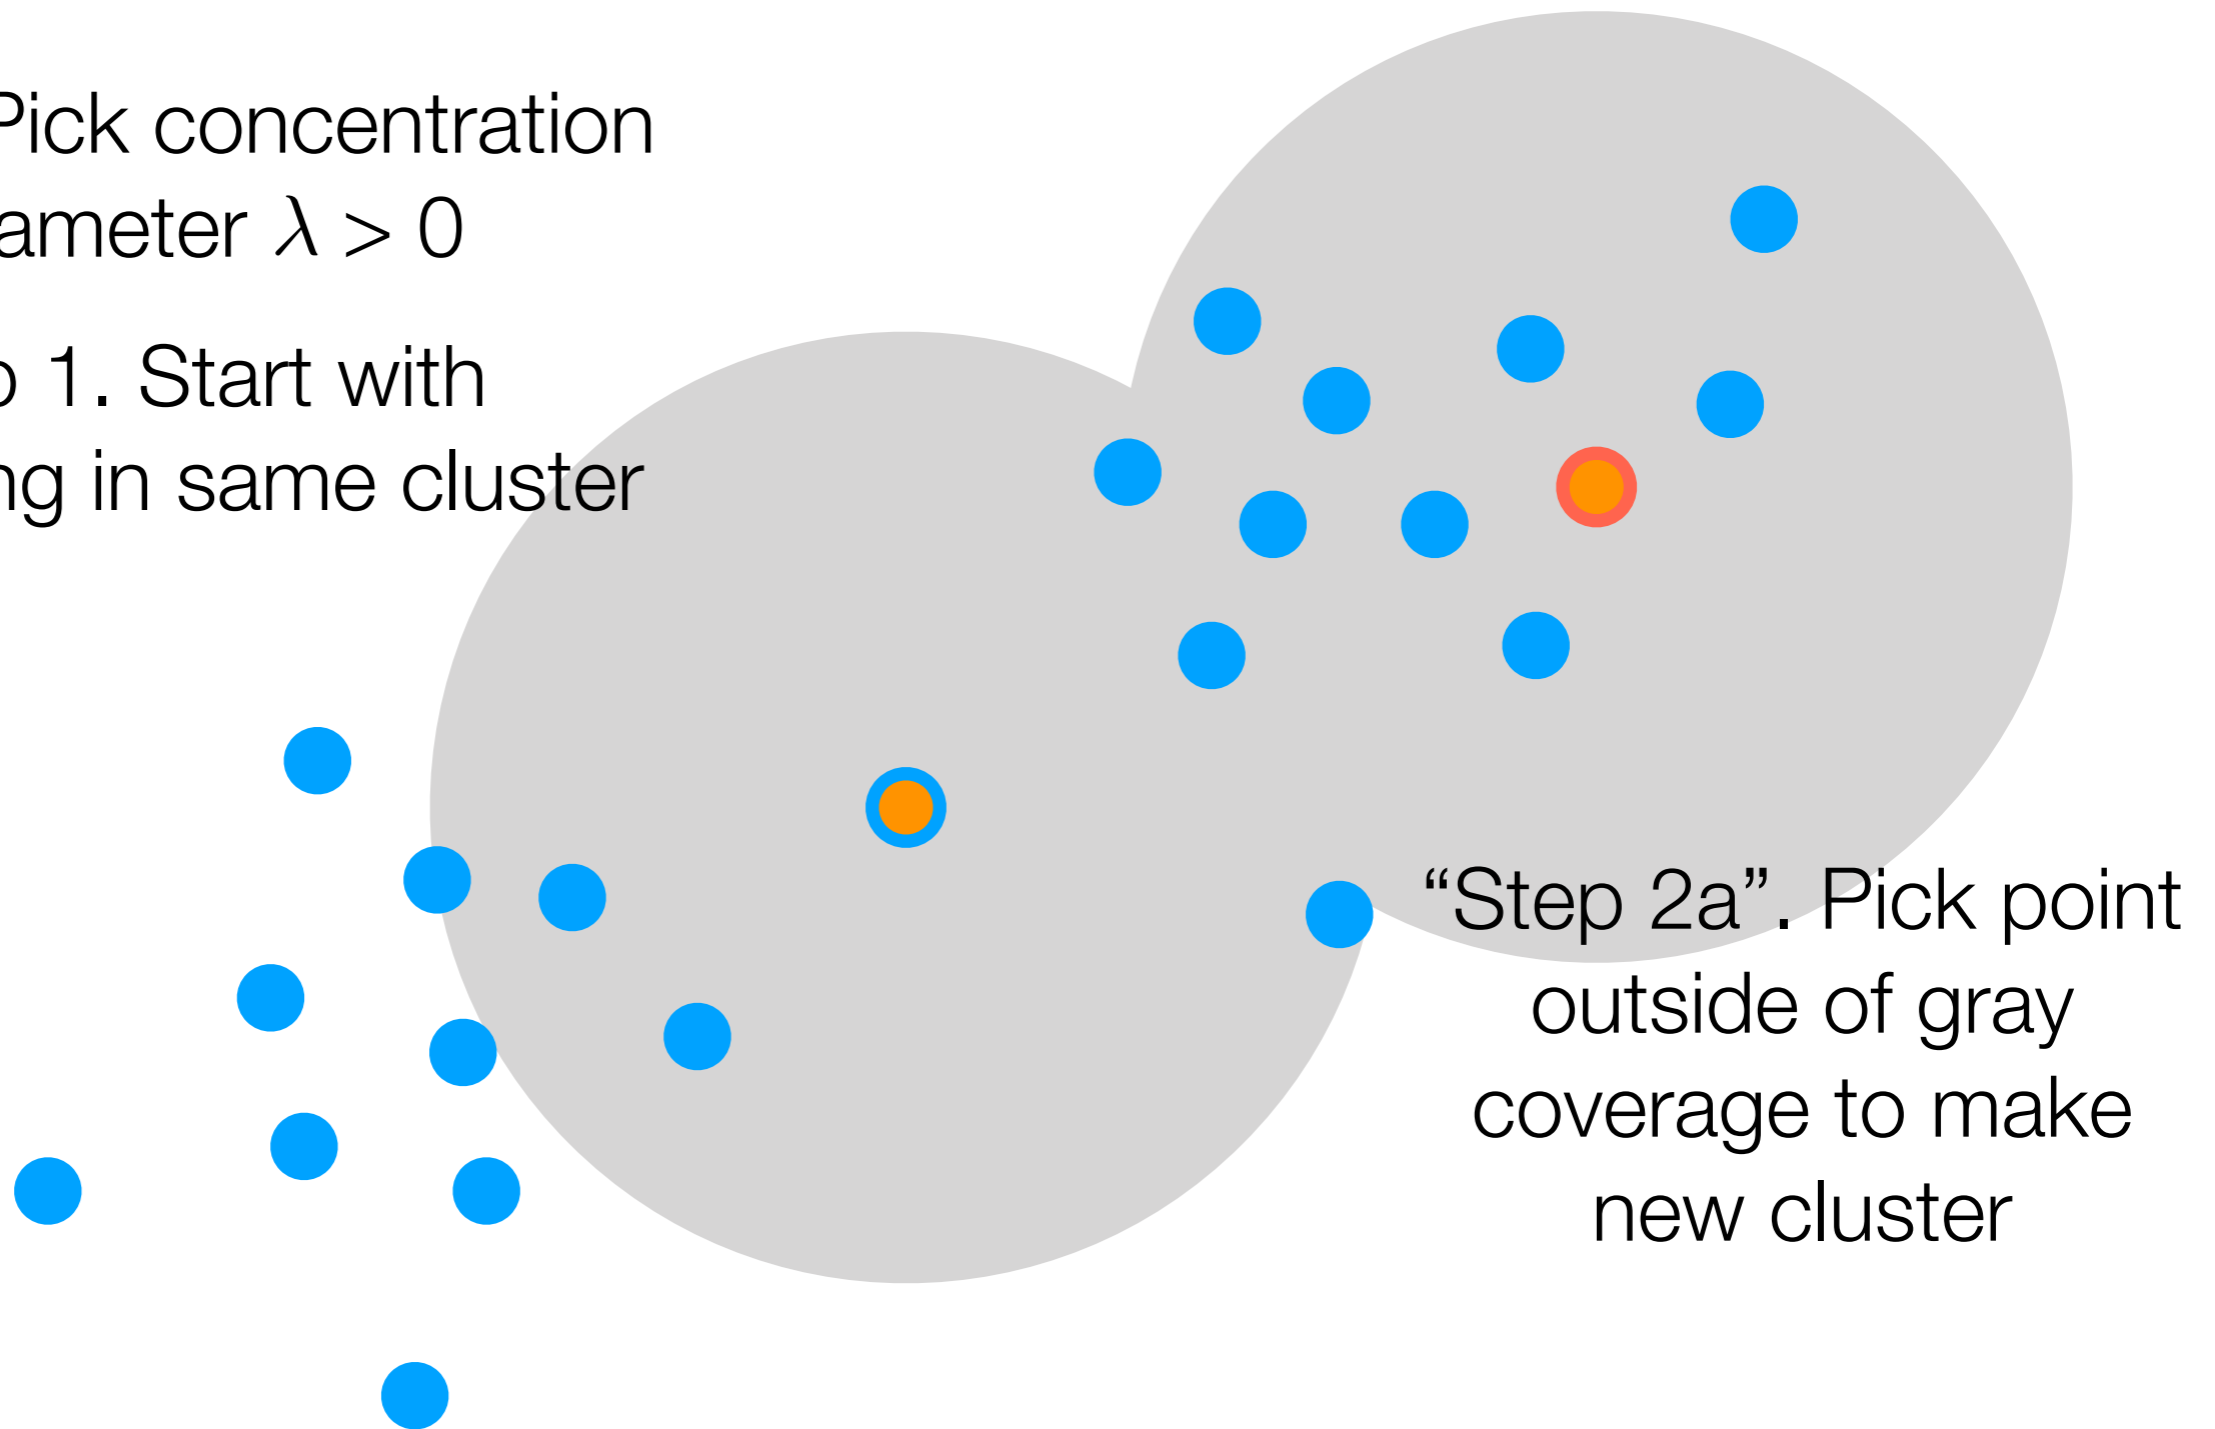 Pick concentration
ameter λ > 0
p 1. Start with
ng in same cluster
“Step 2a”. Pick point
outside of gray
coverage to make
new cluster